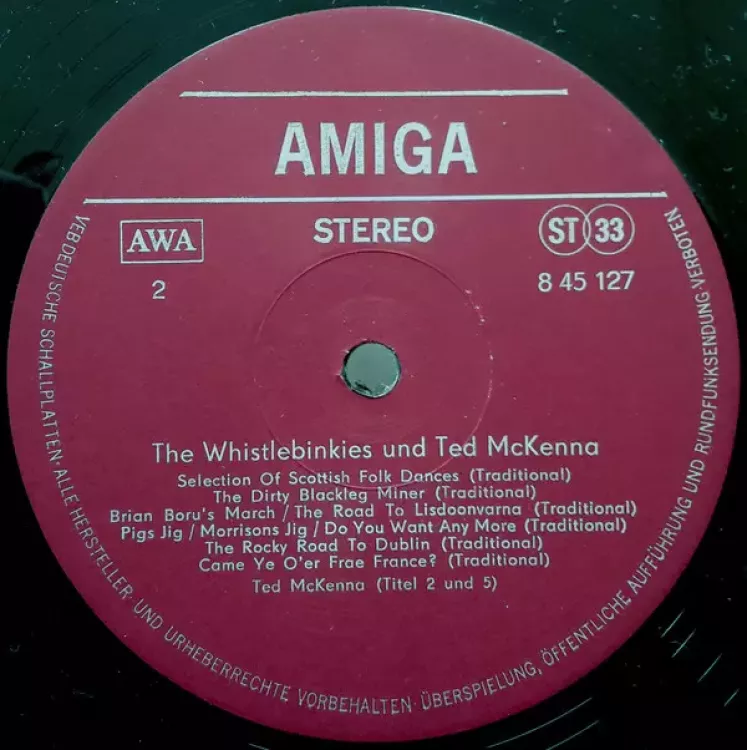 AMIGA
AWA
STEREO
ST 33
2
8 45 127
The Whistlebinkies und Ted McKenna
Selection Of Scottish Folk Dances (Traditional)
The Dirty Blackleg Miner (Traditional)
Brian Boru's March / The Road To Lisdoonvarna (Traditional)
Pigs Jig / Morrisons Jig / Do You Want Any More (Traditional)
The Rocky Road To Dublin (Traditional)
Came Ye O'er Frae France? (Traditional)
Ted McKenna (Titel 2 und 5)
VEB DEUTSCHE SCHALLPLATTEN · ALLE HERSTELLER- UND URHEBERRECHTE VORBEHALTEN · ÜBERSPIELUNG, ÖFFENTLICHE AUFFÜHRUNG UND RUNDFUNKSENDUNG VERBOTEN